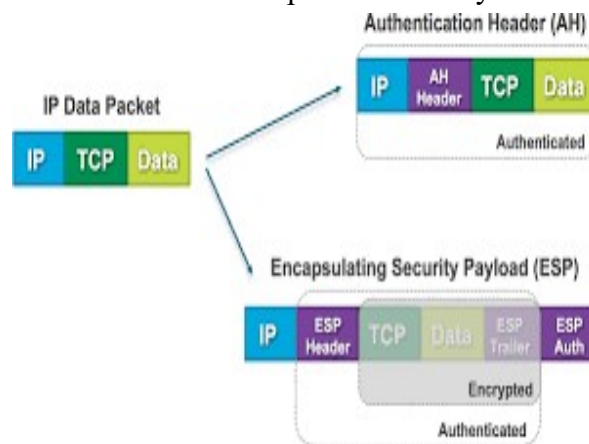 Authentication Header (AH)
IP AH Header TCP Data
Authenticated
IP Data Packet
IP TCP Data
Encapsulating Security Payload (ESP)
IP ESP Header TCP Data ESP Trailer ESP Auth
Encrypted
Authenticated